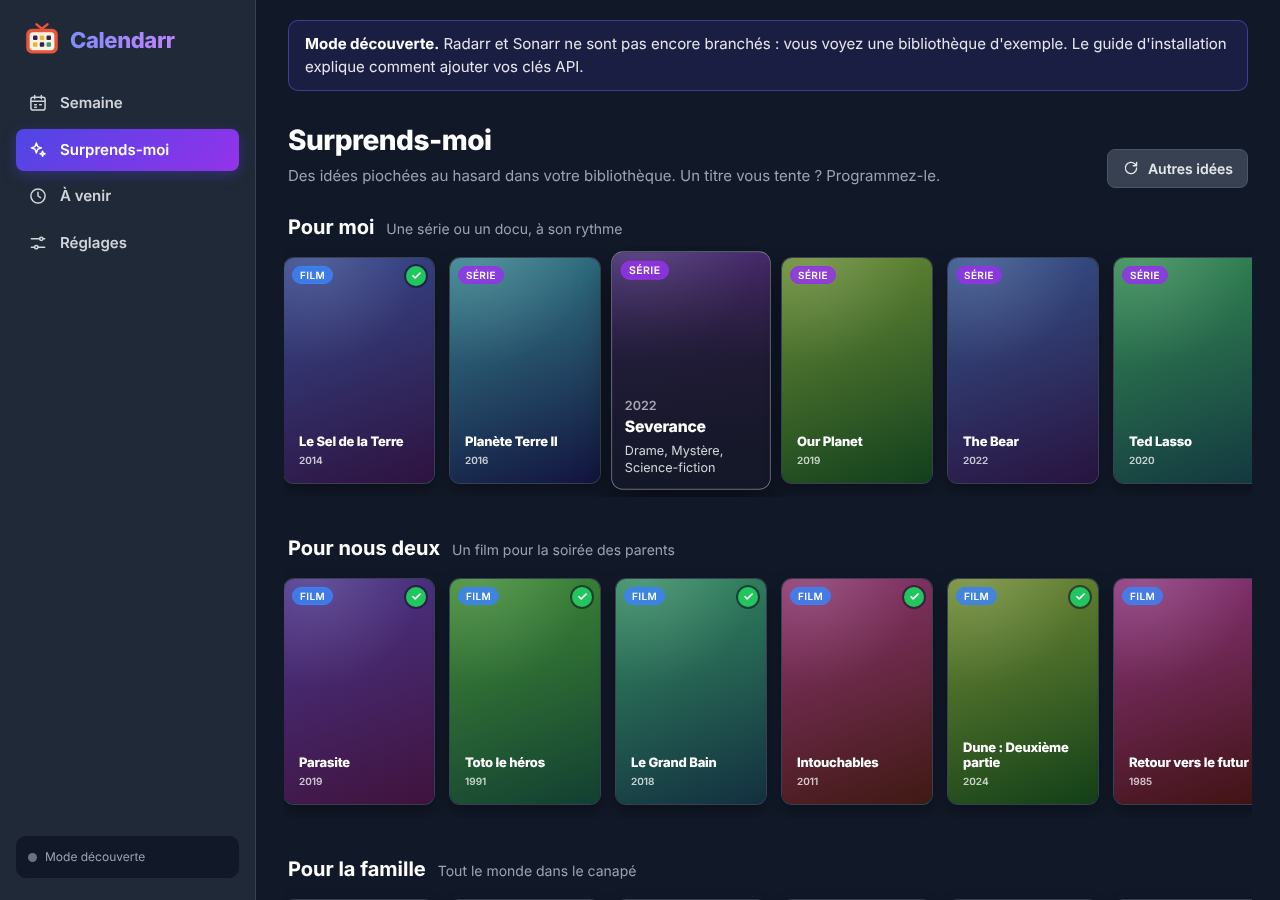 Calendarr
Semaine
Surprends-moi
À venir
Réglages
Mode découverte
Mode découverte. Radarr et Sonarr ne sont pas encore branchés : vous voyez une bibliothèque d'exemple. Le guide d'installation
explique comment ajouter vos clés API.
Surprends-moi
Des idées piochées au hasard dans votre bibliothèque. Un titre vous tente ? Programmez-le.
Autres idées
Pour moi Une série ou un docu, à son rythme
FILM
Le Sel de la Terre
2014
SÉRIE
Planète Terre II
2016
SÉRIE
2022
Severance
Drame, Mystère,
Science-fiction
SÉRIE
Our Planet
2019
SÉRIE
The Bear
2022
SÉRIE
Ted Lasso
2020
Pour nous deux Un film pour la soirée des parents
FILM
Parasite
2019
FILM
Toto le héros
1991
FILM
Le Grand Bain
2018
FILM
Intouchables
2011
FILM
Dune : Deuxième
partie
2024
FILM
Retour vers le futur
1985
Pour la famille Tout le monde dans le canapé